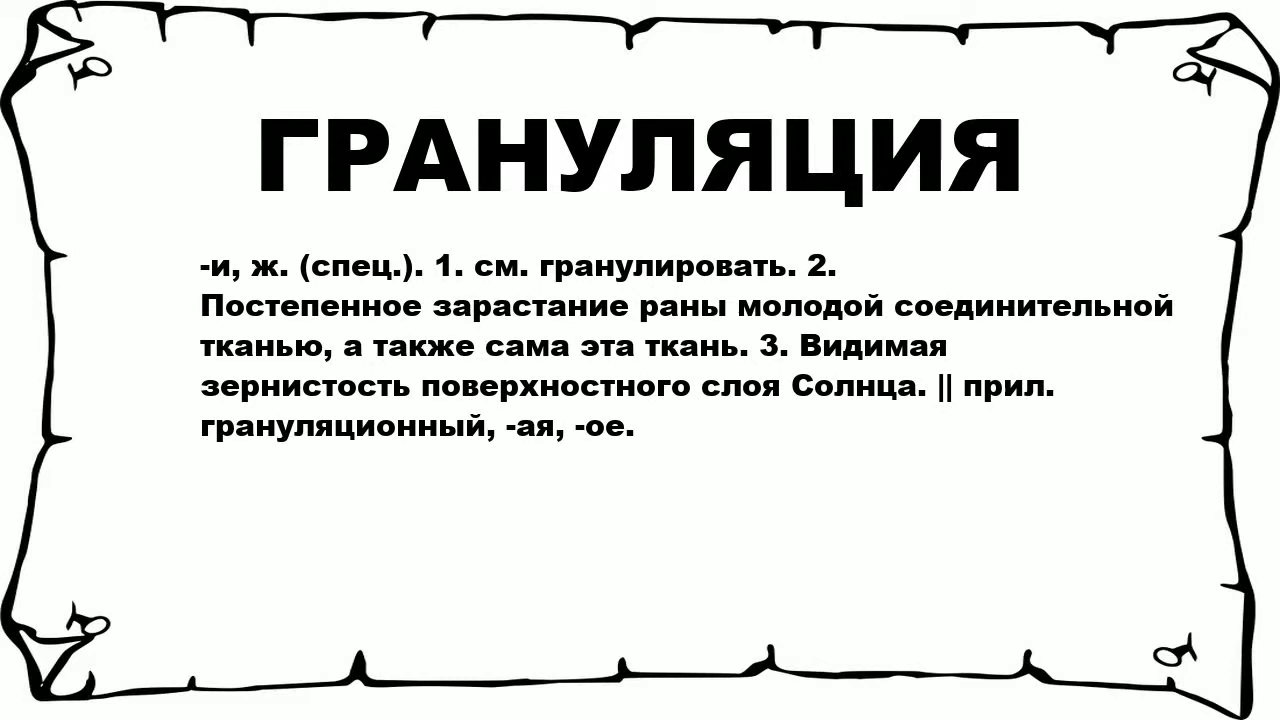 ГРАНУЛЯЦИЯ
-и, ж. (спец.). 1. см. гранулировать. 2.
Постепенное зарастание раны молодой соединительной
тканью, а также сама эта ткань. 3. Видимая
зернистость поверхностного слоя Солнца. || прил.
грануляционный, -ая, -ое.